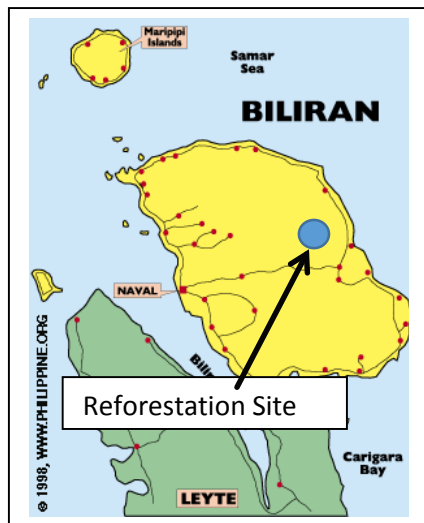 Maripipi
Islands
Samar
Sea
BILIRAN
NAVAL
Reforestation Site
Carigara
Bay
LEYTE
© 1998, WWW.PHILIPPINE.ORG